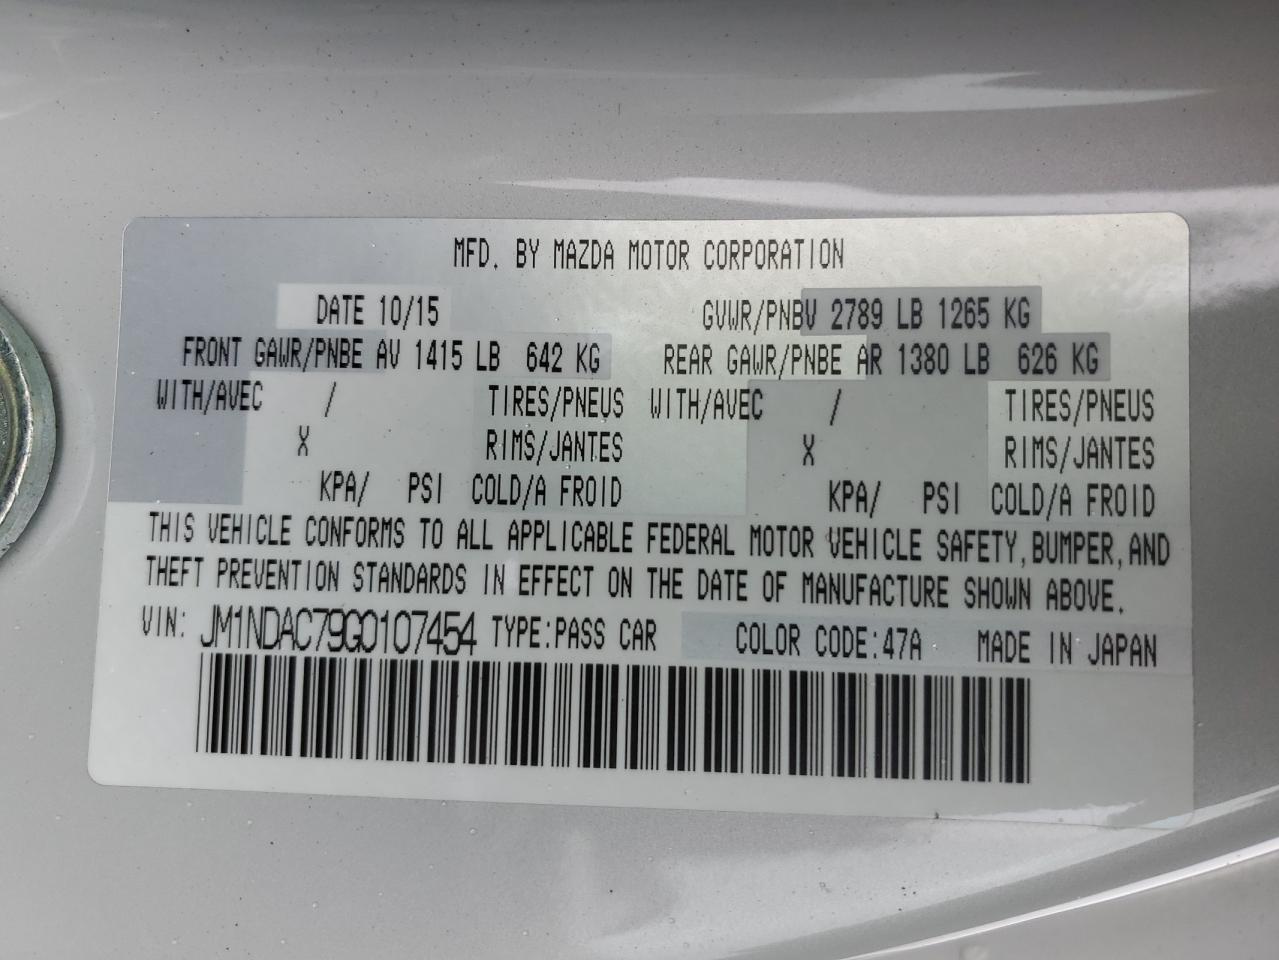 MFD. BY MAZDA MOTOR CORPORATION
DATE 10/15 GVWR/PNBV 2789 LB 1265 KG
FRONT GAWR/PNBE AV 1415 LB 642 KG REAR GAWR/PNBE AR 1380 LB 626 KG
WITH/AVEC / TIRES/PNEUS WITH/AVEC / TIRES/PNEUS
X RIMS/JANTES X RIMS/JANTES
KPA/ PSI COLD/A FROID KPA/ PSI COLD/A FROID
THIS VEHICLE CONFORMS TO ALL APPLICABLE FEDERAL MOTOR VEHICLE SAFETY, BUMPER, AND
THEFT PREVENTION STANDARDS IN EFFECT ON THE DATE OF MANUFACTURE SHOWN ABOVE.
VIN: JM1NDAC79G0107454 TYPE:PASS CAR COLOR CODE:47A MADE IN JAPAN